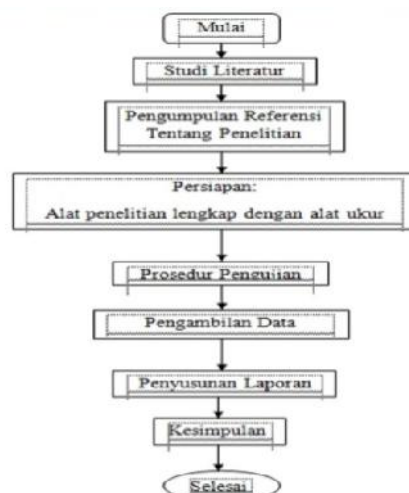 Mulai
Studi Literatur
Pengumpulan Referensi
Tentang Penelitian
Persiapan:
Alat penelitian lengkap dengan alat ukur
Prosedur Pengujian
Pengambilan Data
Penyusunan Laporan
Kesimpulan
Selesai